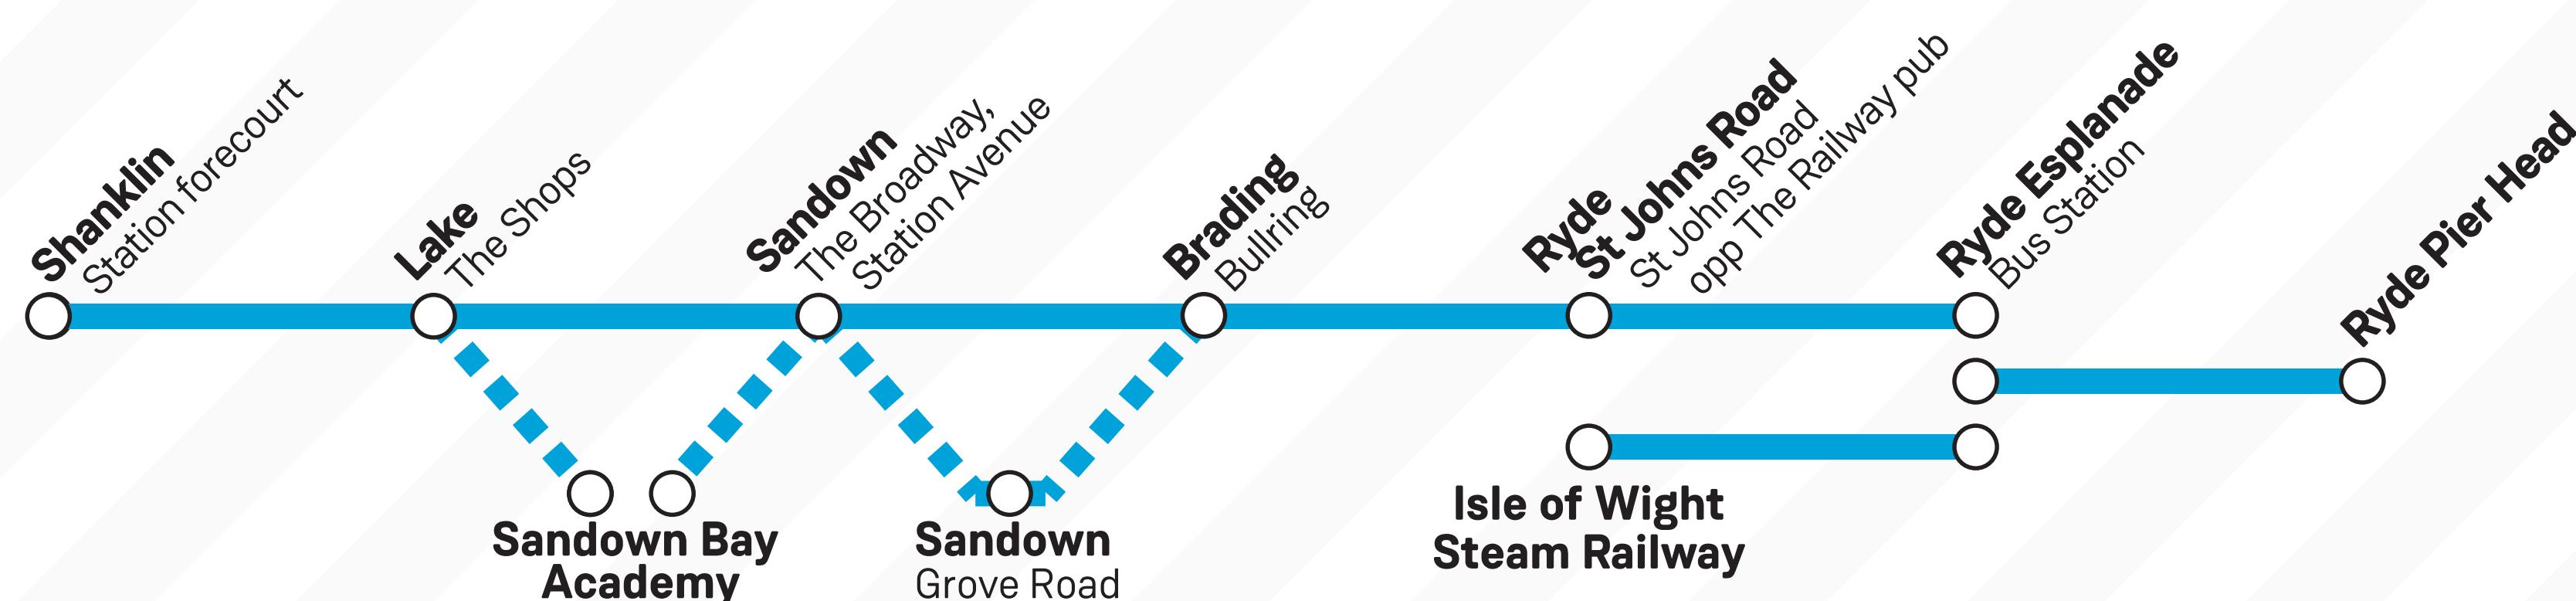 Shanklin
Station forecourt
Lake
The Shops
Sandown
The Broadway,
Station Avenue
Brading
Bullring
Ryde
St Johns Road
St Johns Road
opp The Railway pub
Ryde Esplanade
Bus Station
Ryde Pier Head
Sandown Bay
Academy
Sandown
Grove Road
Isle of Wight
Steam Railway